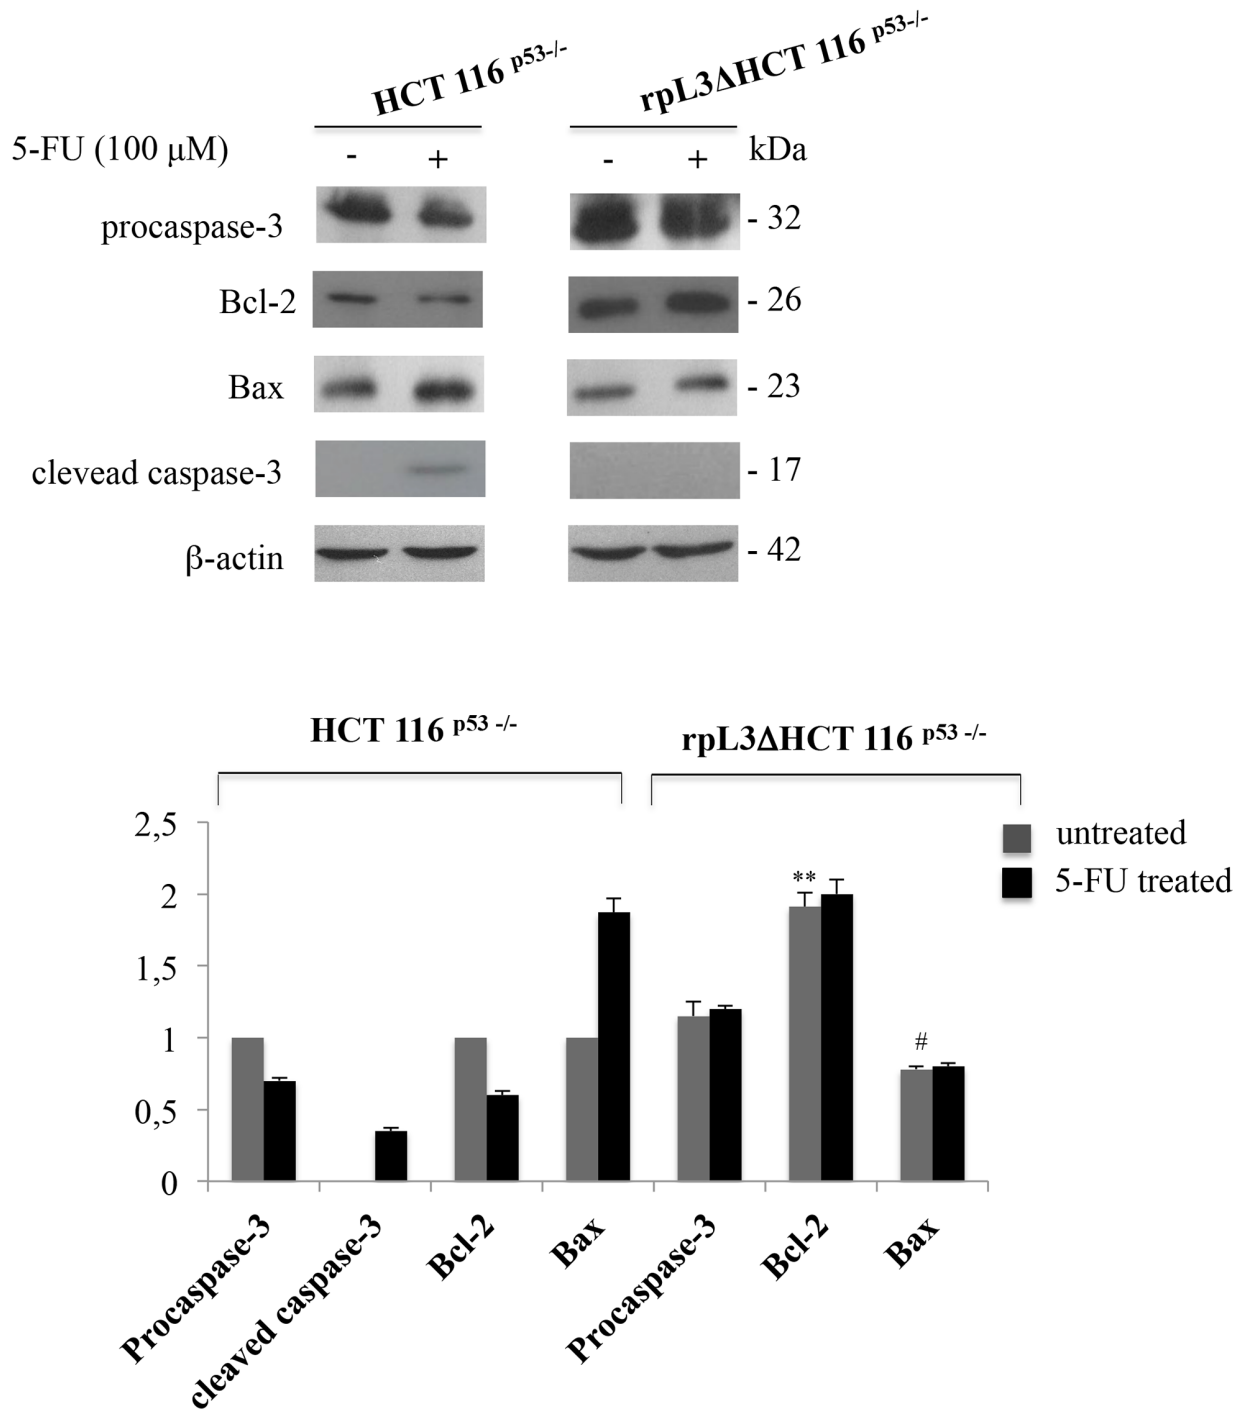 HCT 116 p53-/- rpL3ΔHCT 116 p53-/-
5-FU (100 µM) - + - + kDa
procaspase-3 - 32
Bcl-2 - 26
Bax - 23
clevead caspase-3 - 17
β-actin - 42
HCT 116 p53 -/- rpL3ΔHCT 116 p53 -/-
2,5
2
1,5
1
0,5
0
**
#
untreated
5-FU treated
Procaspase-3
cleaved caspase-3
Bcl-2
Bax
Procaspase-3
Bcl-2
Bax